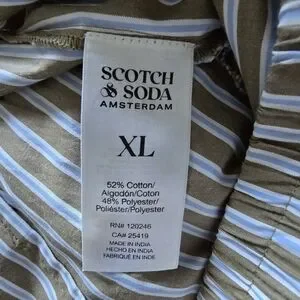 SCOTCH
& SODA
AMSTERDAM
XL
52% Cotton/
Algodón/Coton
48% Polyester/
Poliéster/Polyester
RN# 120246
CA# 25419
MADE IN INDIA
HECHO EN INDIA
FABRIQUÉ EN INDE